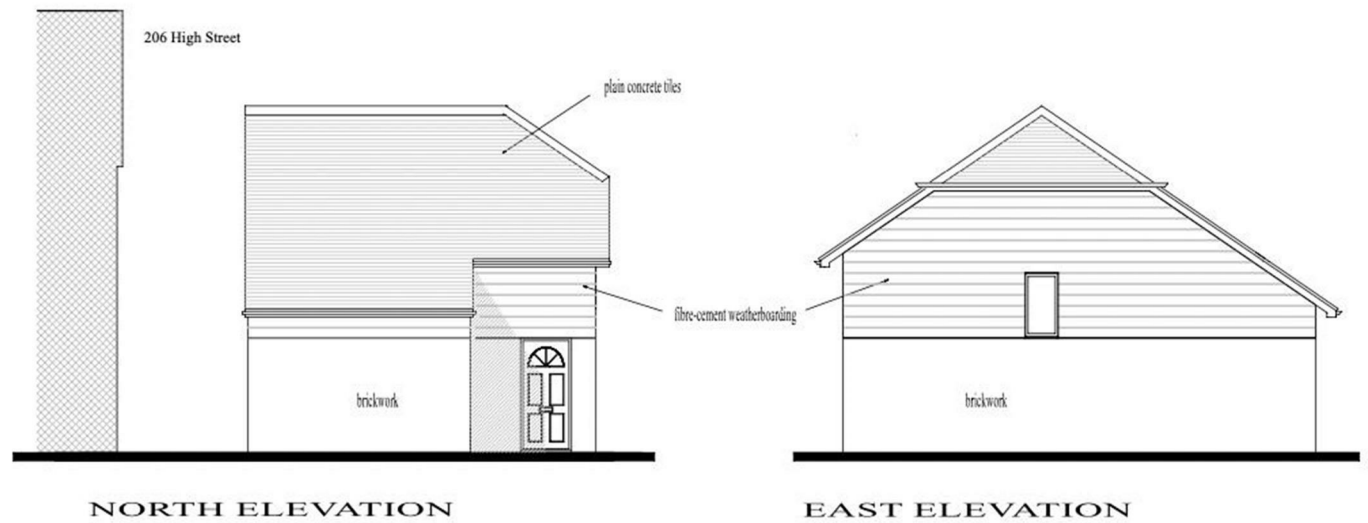 206 High Street
plain concrete tiles
fibre-cement weatherboarding
brickwork
brickwork
NORTH ELEVATION
EAST ELEVATION